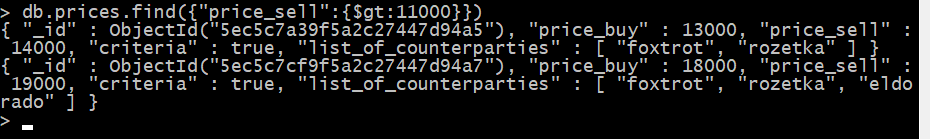 > db.prices.find({"price_sell":{$gt:11000}})
{ "_id" : ObjectId("5ec5c7a39f5a2c27447d94a5"), "price_buy" : 13000, "price_sell" :
 14000, "criteria" : true, "list_of_counterparties" : [ "foxtrot", "rozetka" ] }
{ "_id" : ObjectId("5ec5c7cf9f5a2c27447d94a7"), "price_buy" : 18000, "price_sell" :
 19000, "criteria" : true, "list_of_counterparties" : [ "foxtrot", "rozetka", "eldo
rado" ] }
>